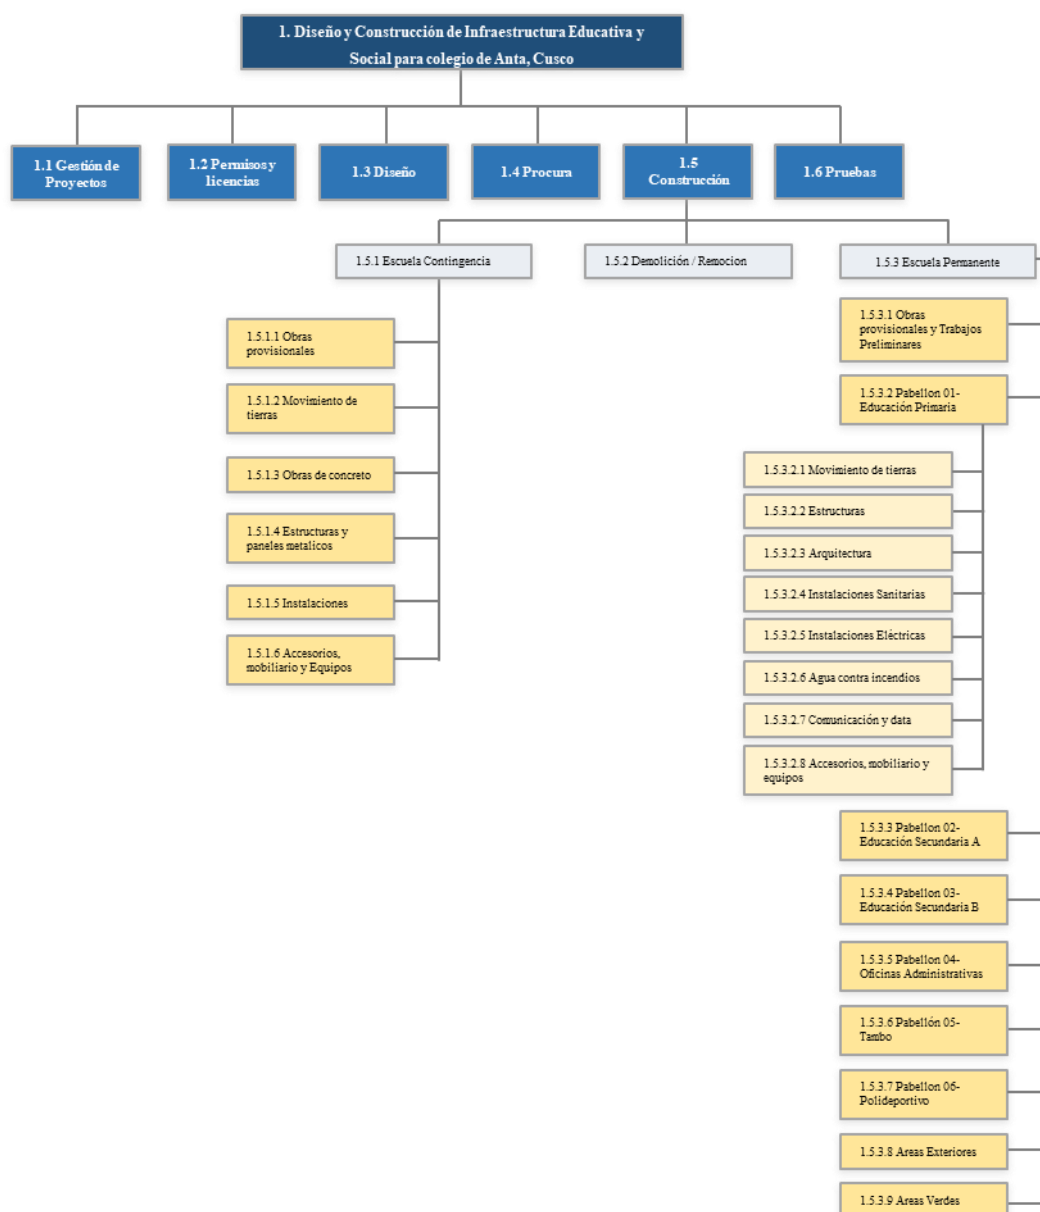 1. Diseño y Construcción de Infraestructura Educativa y
Social para colegio de Anta, Cusco
1.1 Gestión de
Proyectos
1.2 Permisos y
licencias
1.3 Diseño
1.4 Procura
1.5
Construcción
1.6 Pruebas
1.5.1 Escuela Contingencia
1.5.2 Demolición / Remocion
1.5.3 Escuela Permanente
1.5.1.1 Obras
provisionales
1.5.1.2 Movimiento de
tierras
1.5.1.3 Obras de concreto
1.5.1.4 Estructuras y
paneles metalicos
1.5.1.5 Instalaciones
1.5.1.6 Accesorios,
mobiliario y Equipos
1.5.3.1 Obras
provisionales y Trabajos
Preliminares
1.5.3.2 Pabellon 01-
Educación Primaria
1.5.3.2.1 Movimiento de tierras
1.5.3.2.2 Estructuras
1.5.3.2.3 Arquitectura
1.5.3.2.4 Instalaciones Sanitarias
1.5.3.2.5 Instalaciones Eléctricas
1.5.3.2.6 Agua contra incendios
1.5.3.2.7 Comunicación y data
1.5.3.2.8 Accesorios, mobiliario y
equipos
1.5.3.3 Pabellon 02-
Educación Secundaria A
1.5.3.4 Pabellon 03-
Educación Secundaria B
1.5.3.5 Pabellon 04-
Oficinas Administrativas
1.5.3.6 Pabellón 05-
Tambo
1.5.3.7 Pabellon 06-
Polideportivo
1.5.3.8 Areas Exteriores
1.5.3.9 Areas Verdes